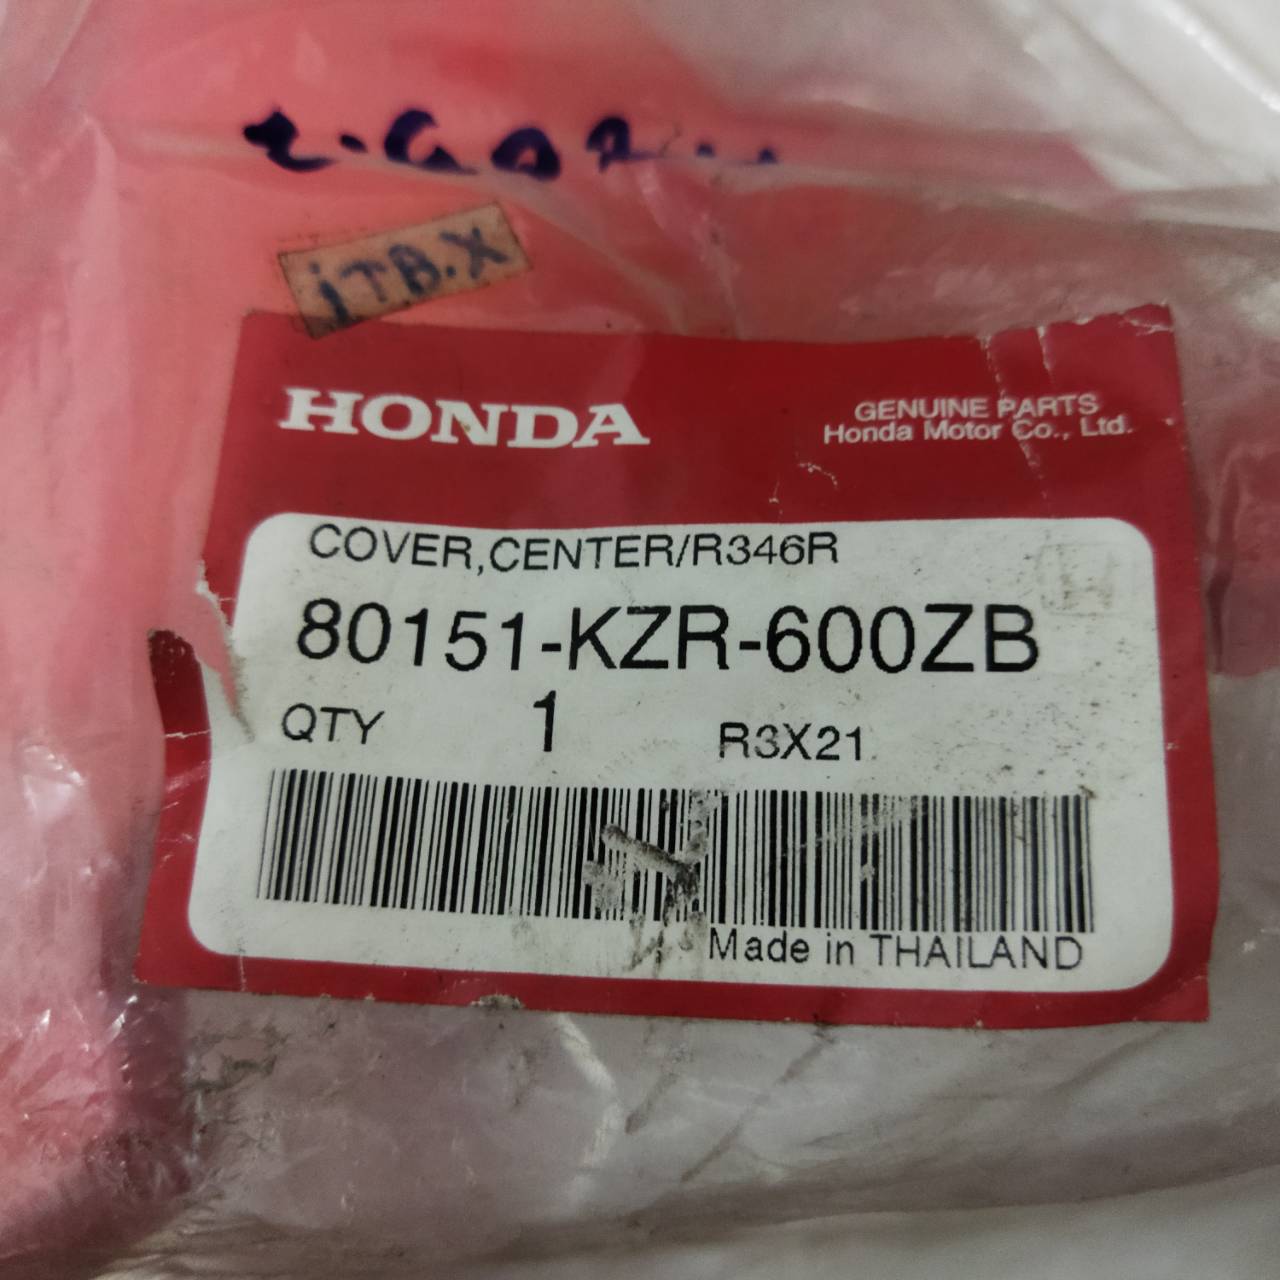 iTB.X
HONDA
GENUINE PARTS
Honda Motor Co., Ltd.
COVER,CENTER/R346R
80151-KZR-600ZB
QTY 1 R3X21
Made in THAILAND